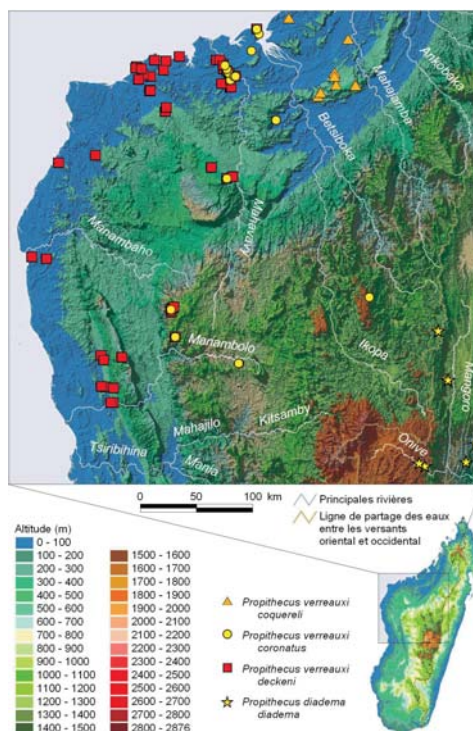 Ankoboka
Mahajamba
Betsiboka
Mahavavy
Manambaho
Manambolo
Ikopa
Mangoro
Kitsamby
Mahajilo
Onive
Tsiribihina
Mania
0 50 100 km
Principales rivières
Ligne de partage des eaux
entre les versants
oriental et occidental
Altitude (m)
0 - 100
100 - 200
200 - 300
300 - 400
400 - 500
500 - 600
600 - 700
700 - 800
800 - 900
900 - 1000
1000 - 1100
1100 - 1200
1200 - 1300
1300 - 1400
1400 - 1500
1500 - 1600
1600 - 1700
1700 - 1800
1800 - 1900
1900 - 2000
2000 - 2100
2100 - 2200
2200 - 2300
2300 - 2400
2400 - 2500
2500 - 2600
2600 - 2700
2700 - 2800
2800 - 2876
Propithecus verreauxi
coquereli
Propithecus verreauxi
coronatus
Propithecus verreauxi
deckeni
Propithecus diadema
diadema